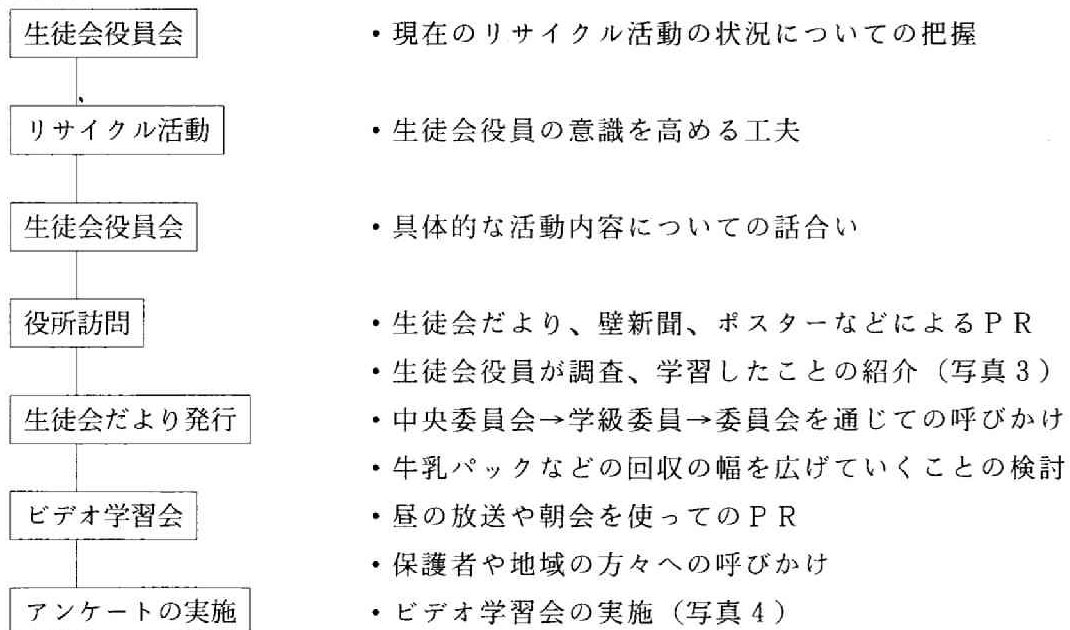 生徒会役員会 ・現在のリサイクル活動の状況についての把握
リサイクル活動 ・生徒会役員の意識を高める工夫
生徒会役員会 ・具体的な活動内容についての話合い
役所訪問 ・生徒会だより、壁新聞、ポスターなどによるPR
・生徒会役員が調査、学習したことの紹介（写真3）
生徒会だより発行 ・中央委員会→学級委員→委員会を通じての呼びかけ
・牛乳パックなどの回収の幅を広げていくことの検討
ビデオ学習会 ・昼の放送や朝会を使ってのPR
・保護者や地域の方々への呼びかけ
アンケートの実施 ・ビデオ学習会の実施（写真4）